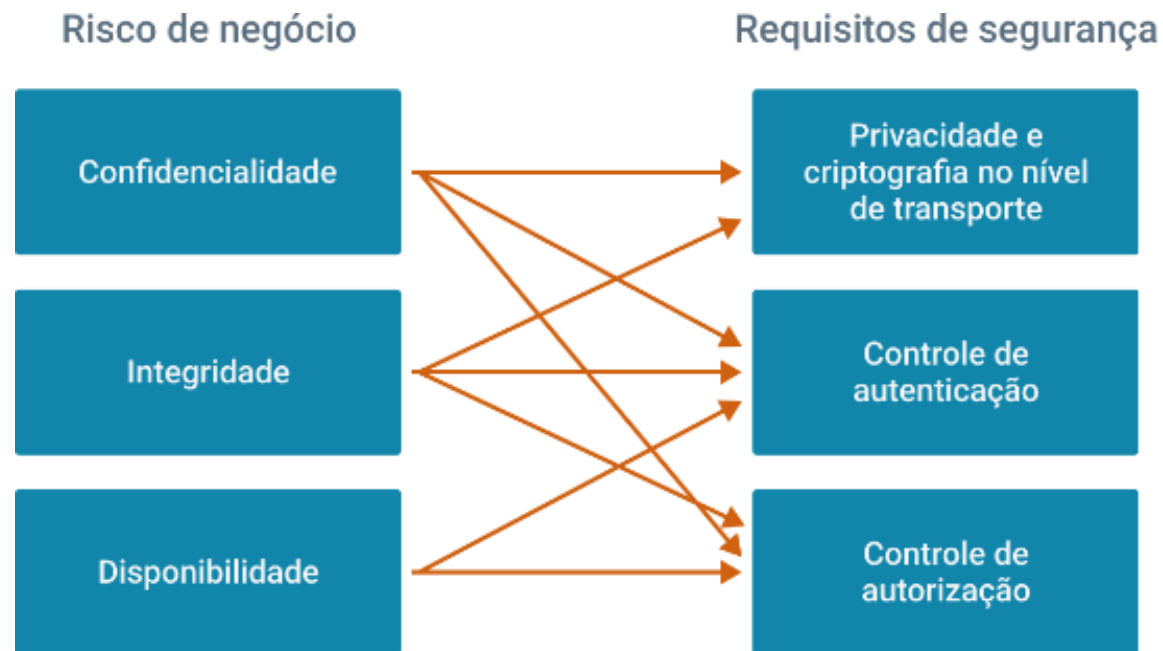 Risco de negócio
Requisitos de segurança
Confidencialidade
Privacidade e
criptografia no nível
de transporte
Integridade
Controle de
autenticação
Disponibilidade
Controle de
autorização